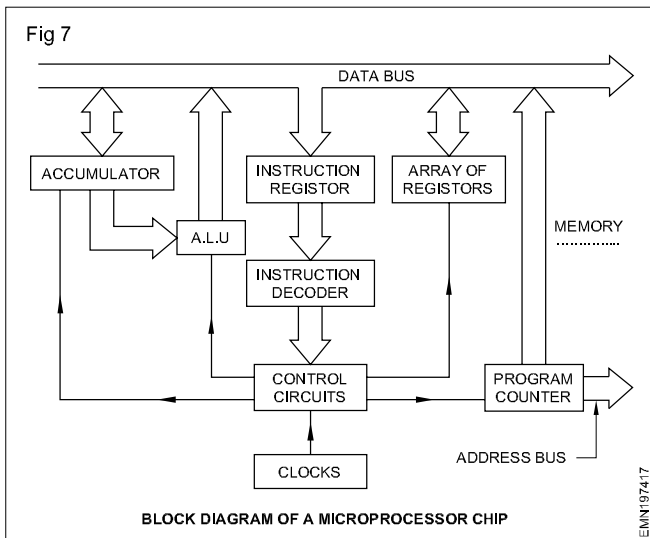 Fig 7
DATA BUS
ACCUMULATOR
INSTRUCTION
REGISTOR
ARRAY OF
REGISTORS
A.L.U
MEMORY
INSTRUCTION
DECODER
CONTROL
CIRCUITS
PROGRAM
COUNTER
ADDRESS BUS
CLOCKS
BLOCK DIAGRAM OF A MICROPROCESSOR CHIP
EMN197417